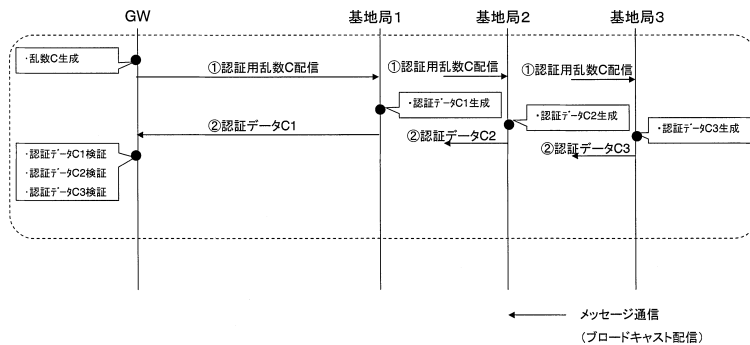 GW
基地局1
基地局2
基地局3
・乱数C生成
①認証用乱数C配信
①認証用乱数C配信
①認証用乱数C配信
・認証データC1生成
・認証データC2生成
・認証データC3生成
②認証データC1
②認証データC2
②認証データC3
・認証データC1検証
・認証データC2検証
・認証データC3検証
メッセージ通信
(ブロードキャスト配信)